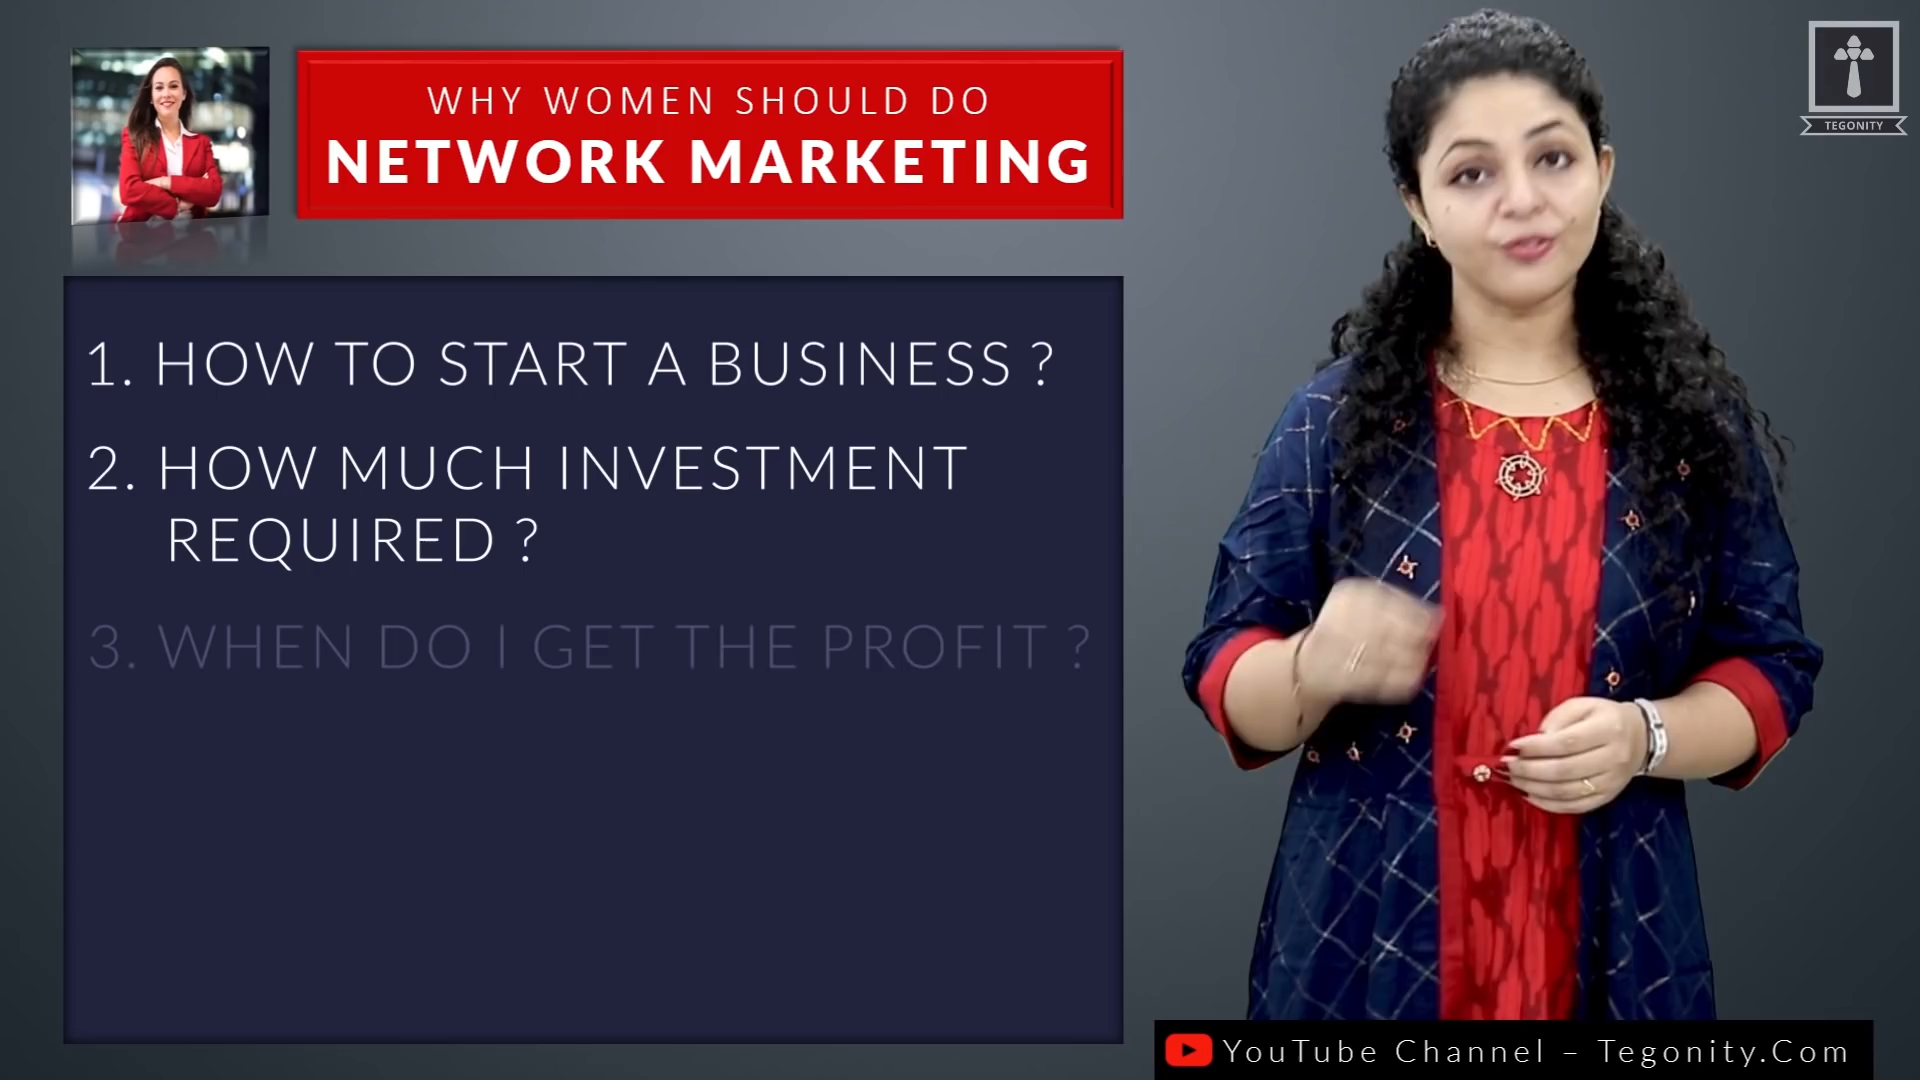 WHY WOMEN SHOULD DO
NETWORK MARKETING
TEGONITY
1. HOW TO START A BUSINESS ?
2. HOW MUCH INVESTMENT
REQUIRED ?
3. WHEN DO I GET THE PROFIT ?
YouTube Channel – Tegonity.Com